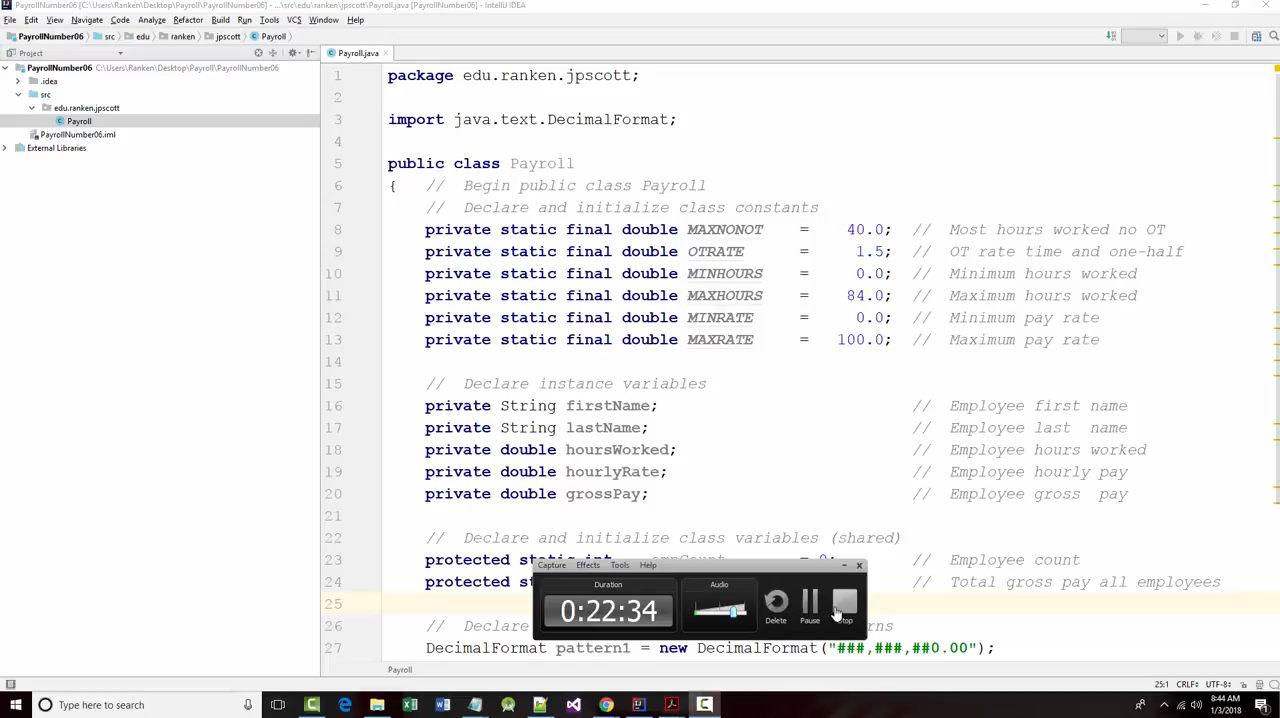 PayrollNumber06 [C:\Users\Ranken\Desktop\Payroll\PayrollNumber06] - ...\src\edu\ranken\jpscott\Payroll.java [PayrollNumber06] - IntelliJ IDEA
File Edit View Navigate Code Analyze Refactor Build Run Tools VCS Window Help
PayrollNumber06 src edu ranken jpscott Payroll
Project
Payroll.java
PayrollNumber06 C:\Users\Ranken\Desktop\Payroll\PayrollNumber06
.idea
src
edu.ranken.jpscott
Payroll
PayrollNumber06.iml
External Libraries
1 package edu.ranken.jpscott;
2
3 import java.text.DecimalFormat;
4
5 public class Payroll
6 { // Begin public class Payroll
7 // Declare and initialize class constants
8 private static final double MAXNONOT = 40.0; // Most hours worked no OT
9 private static final double OTRATE = 1.5; // OT rate time and one-half
10 private static final double MINHOURS = 0.0; // Minimum hours worked
11 private static final double MAXHOURS = 84.0; // Maximum hours worked
12 private static final double MINRATE = 0.0; // Minimum pay rate
13 private static final double MAXRATE = 100.0; // Maximum pay rate
14
15 // Declare instance variables
16 private String firstName; // Employee first name
17 private String lastName; // Employee last name
18 private double hoursWorked; // Employee hours worked
19 private double hourlyRate; // Employee hourly pay
20 private double grossPay; // Employee gross pay
21
22 // Declare and initialize class variables (shared)
23 protected static int empCount = 0; // Employee count
24 protected // Total gross pay all employees
25
26 // Declare
27 DecimalFormat pattern1 = new DecimalFormat("###,###,##0.00");
Payroll
Capture Effects Tools Help
Duration
0:22:34
Audio
Delete Pause Stop
25:1 CRLF UTF-8
Type here to search
8:44 AM
1/3/2018